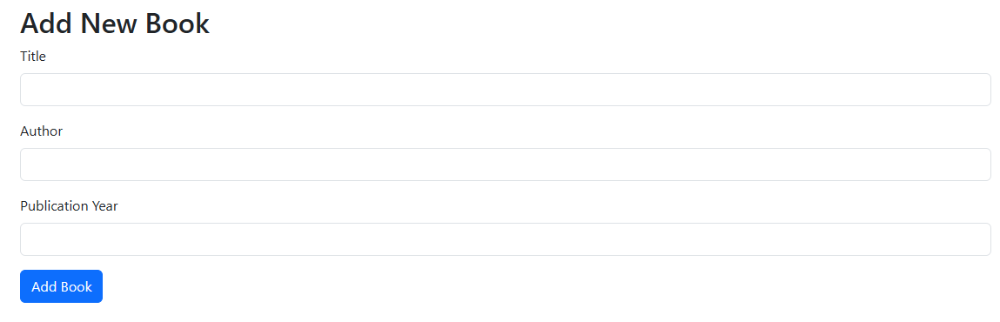 Add New Book
Title
Author
Publication Year
Add Book